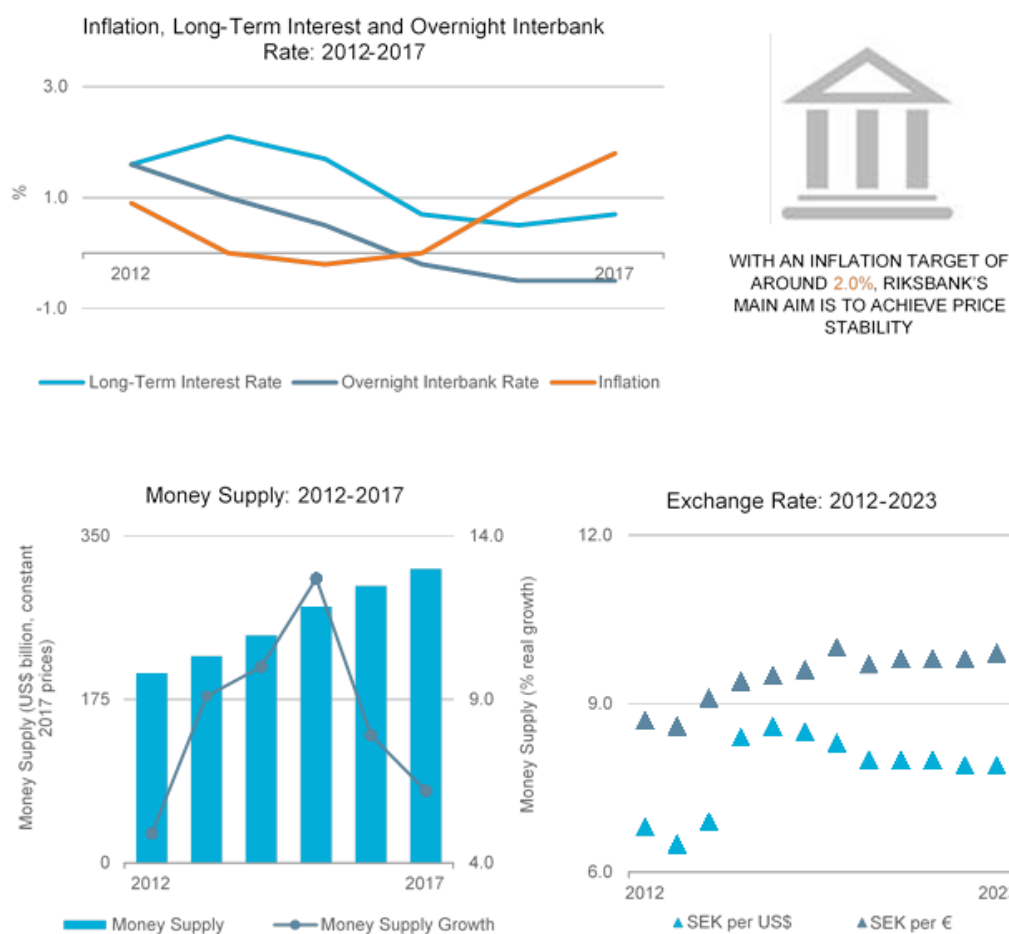 Inflation, Long-Term Interest and Overnight Interbank
Rate: 2012-2017
3.0
1.0
-1.0
%
2012
2017
Long-Term Interest Rate
Overnight Interbank Rate
Inflation
WITH AN INFLATION TARGET OF
AROUND 2.0%, RIKSBANK'S
MAIN AIM IS TO ACHIEVE PRICE
STABILITY
Money Supply: 2012-2017
350
175
0
Money Supply (US$ billion, constant
2017 prices)
14.0
9.0
4.0
Money Supply (% real growth)
2012
2017
Money Supply
Money Supply Growth
Exchange Rate: 2012-2023
12.0
9.0
6.0
2012
2023
SEK per US$
SEK per €